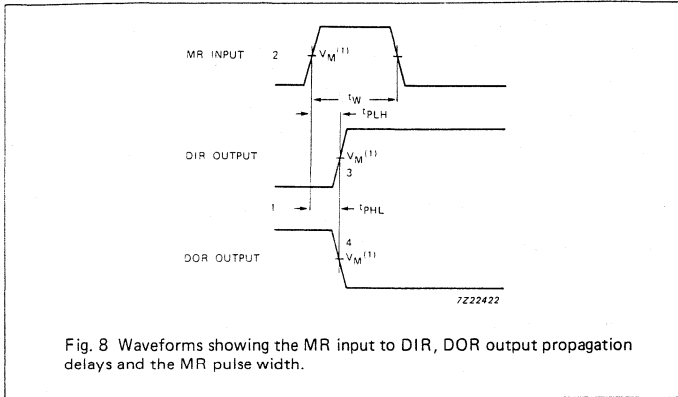 MR INPUT 2 VM(1)
tW
tPLH
DIR OUTPUT VM(1)
3
1 tPHL
4
DOR OUTPUT VM(1)
7Z22422
Fig. 8 Waveforms showing the MR input to DIR, DOR output propagation
delays and the MR pulse width.